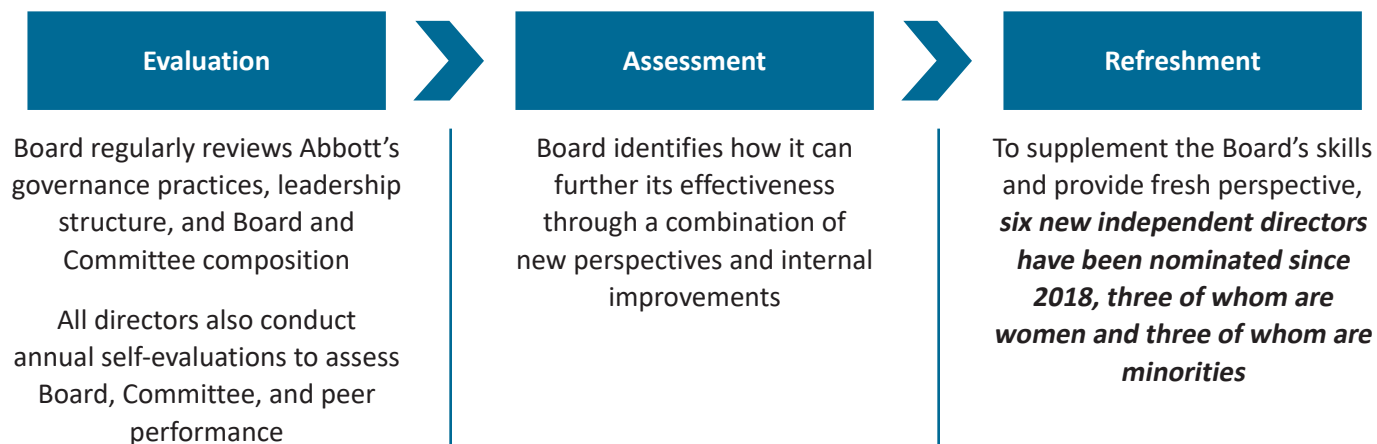 Evaluation
Board regularly reviews Abbott’s
governance practices, leadership
structure, and Board and
Committee composition
All directors also conduct
annual self-evaluations to assess
Board, Committee, and peer
performance
Assessment
Board identifies how it can
further its effectiveness
through a combination of
new perspectives and internal
improvements
Refreshment
To supplement the Board’s skills
and provide fresh perspective,
six new independent directors
have been nominated since
2018, three of whom are
women and three of whom are
minorities